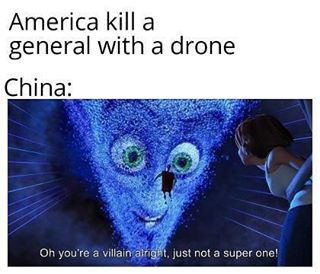 America kill a
general with a drone
China:
Oh you're a villain alright, just not a super one!